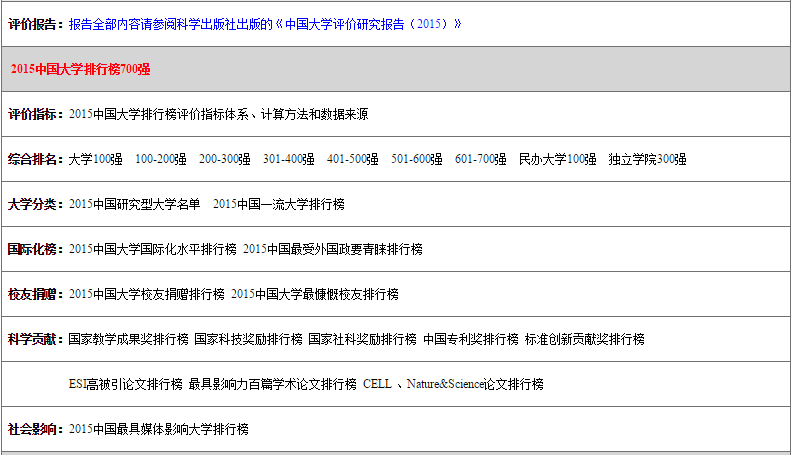 评价报告：报告全部内容请参阅科学出版社出版的《中国大学评价研究报告（2015）》
2015中国大学排行榜700强
评价指标：2015中国大学排行榜评价指标体系、计算方法和数据来源
综合排名：大学100强 100-200强 200-300强 301-400强 401-500强 501-600强 601-700强 民办大学100强 独立学院300强
大学分类：2015中国研究型大学名单 2015中国一流大学排行榜
国际化榜：2015中国大学国际化水平排行榜 2015中国最受外国政要青睐排行榜
校友捐赠：2015中国大学校友捐赠排行榜 2015中国大学最慷慨校友排行榜
科学贡献：国家教学成果奖排行榜 国家科技奖励排行榜 国家社科奖励排行榜 中国专利奖排行榜 标准创新贡献奖排行榜
ESI高被引论文排行榜 最具影响力百篇学术论文排行榜 CELL 、Nature&Science论文排行榜
社会影响：2015中国最具媒体影响大学排行榜